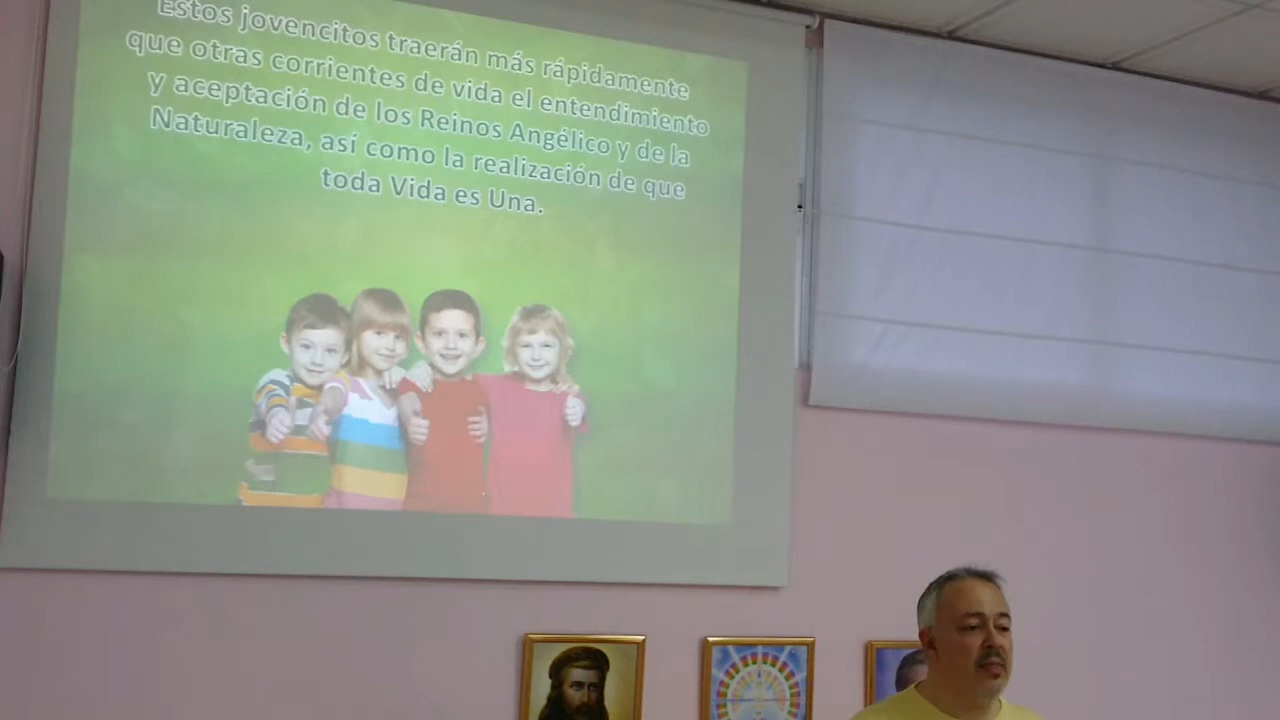 Estos jovencitos traerán más rápidamente
que otras corrientes de vida el entendimiento
y aceptación de los Reinos Angélico y de la
Naturaleza, así como la realización de que
toda Vida es Una.